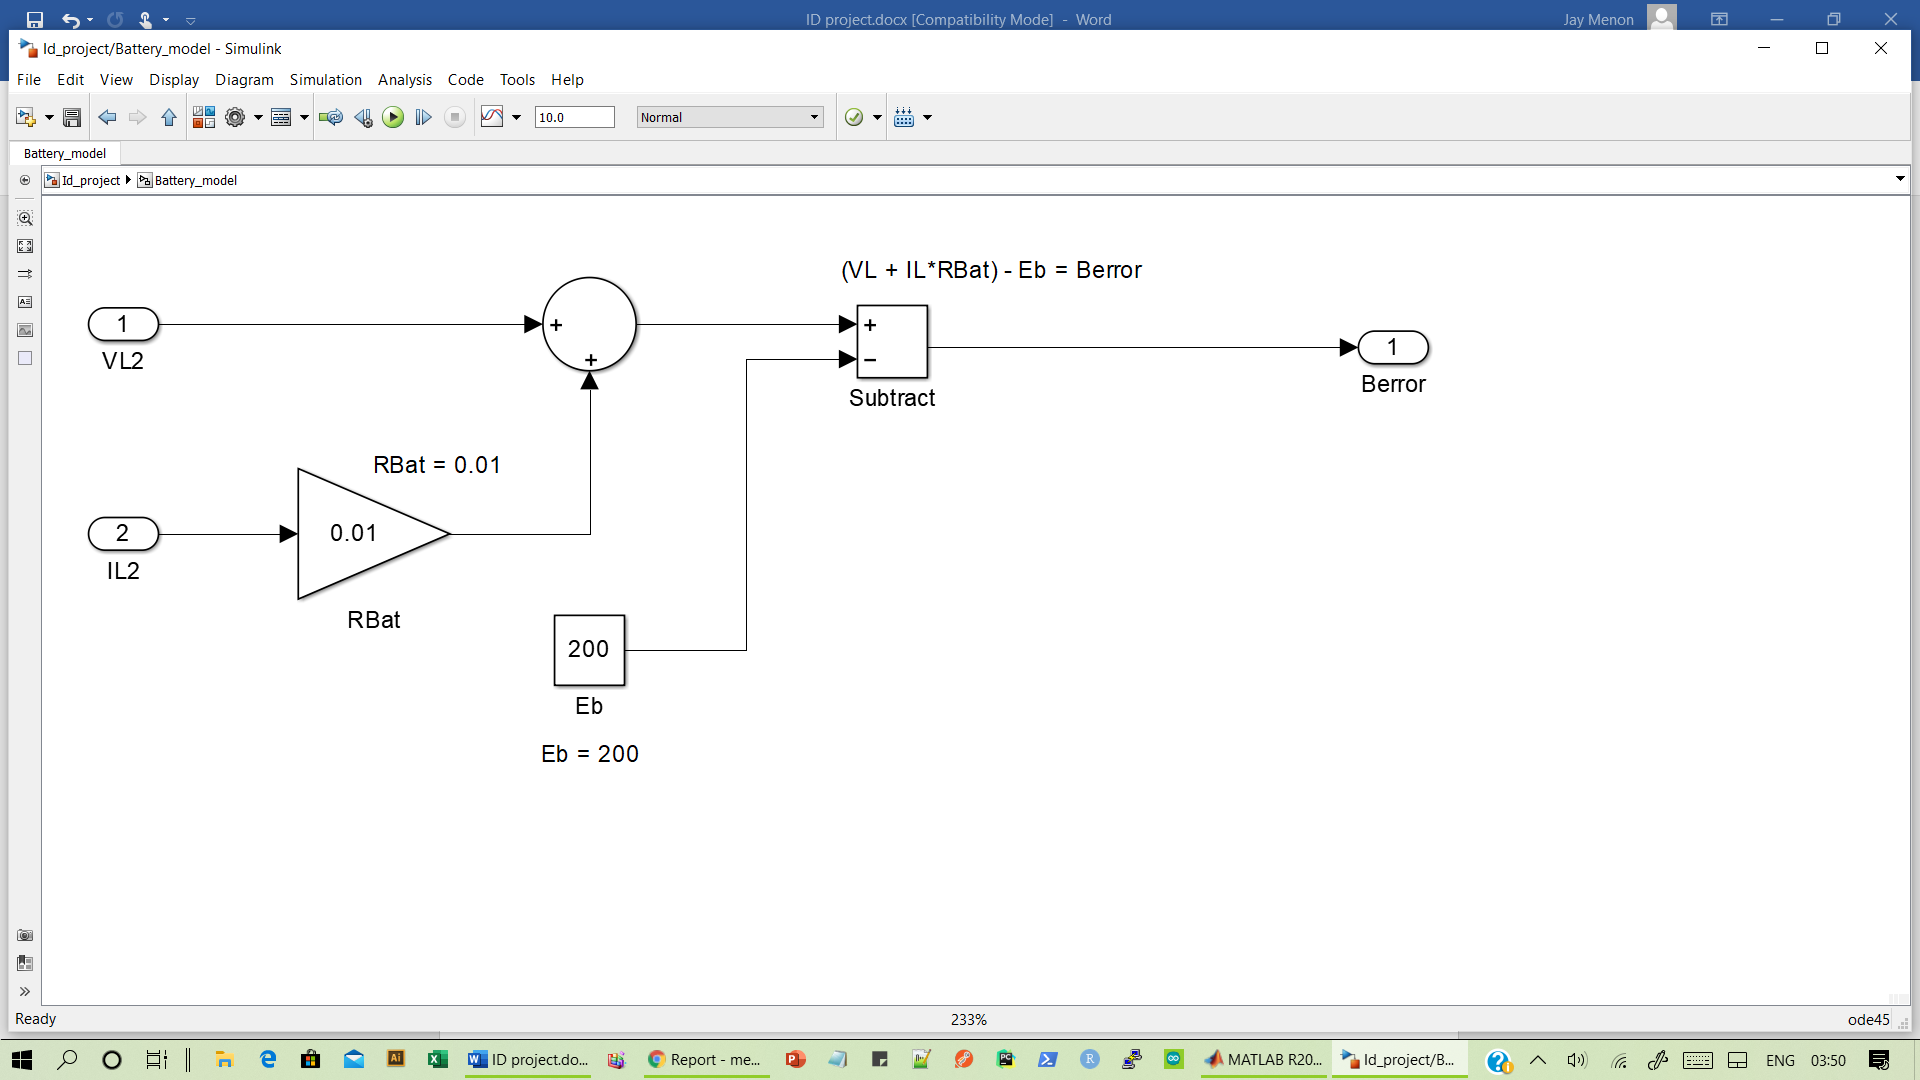 ID project.docx [Compatibility Mode] - Word
Jay Menon
Id_project/Battery_model - Simulink
File Edit View Display Diagram Simulation Analysis Code Tools Help
10.0 Normal
Battery_model
Id_project Battery_model
(VL + IL*RBat) - Eb = Berror
1
VL2
+
+
+
−
Subtract
1
Berror
RBat = 0.01
2
IL2
0.01
RBat
200
Eb
Eb = 200
Ready 233% ode45
ID project.do... Report - me... MATLAB R20... Id_project/B... ENG 03:50